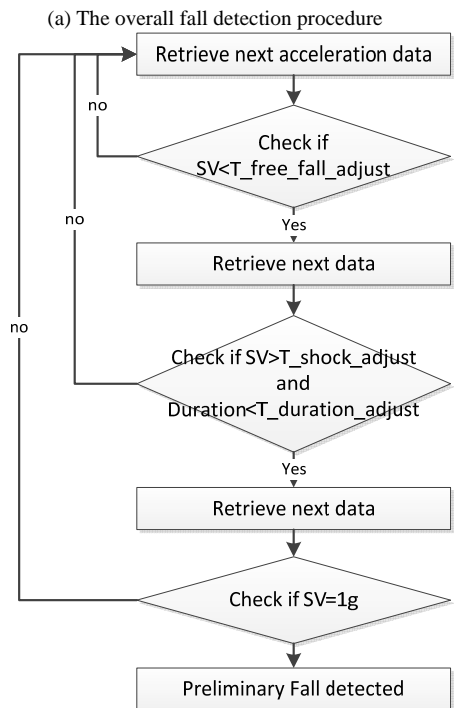 (a) The overall fall detection procedure
Retrieve next acceleration data
no
Check if
SV<T_free_fall_adjust
no
Yes
Retrieve next data
no
Check if SV>T_shock_adjust
and
Duration<T_duration_adjust
Yes
Retrieve next data
Check if SV=1g
Preliminary Fall detected